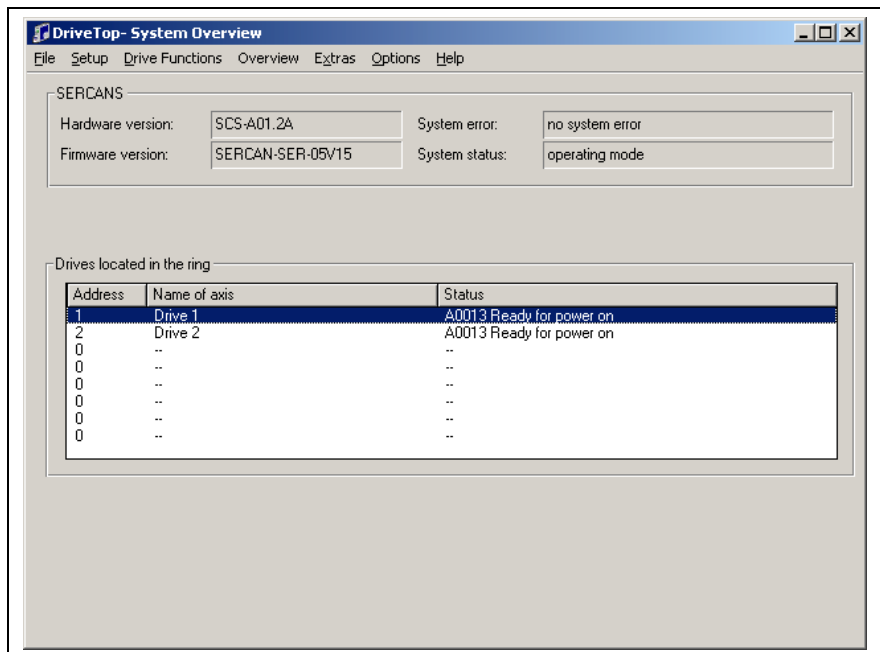 DriveTop- System Overview
File Setup Drive Functions Overview Extras Options Help
SERCANS
Hardware version: SCS-A01.2A System error: no system error
Firmware version: SERCAN-SER-05V15 System status: operating mode
Drives located in the ring
Address Name of axis Status
1 Drive 1 A0013 Ready for power on
2 Drive 2 A0013 Ready for power on
0 -- --
0 -- --
0 -- --
0 -- --
0 -- --
0 -- --